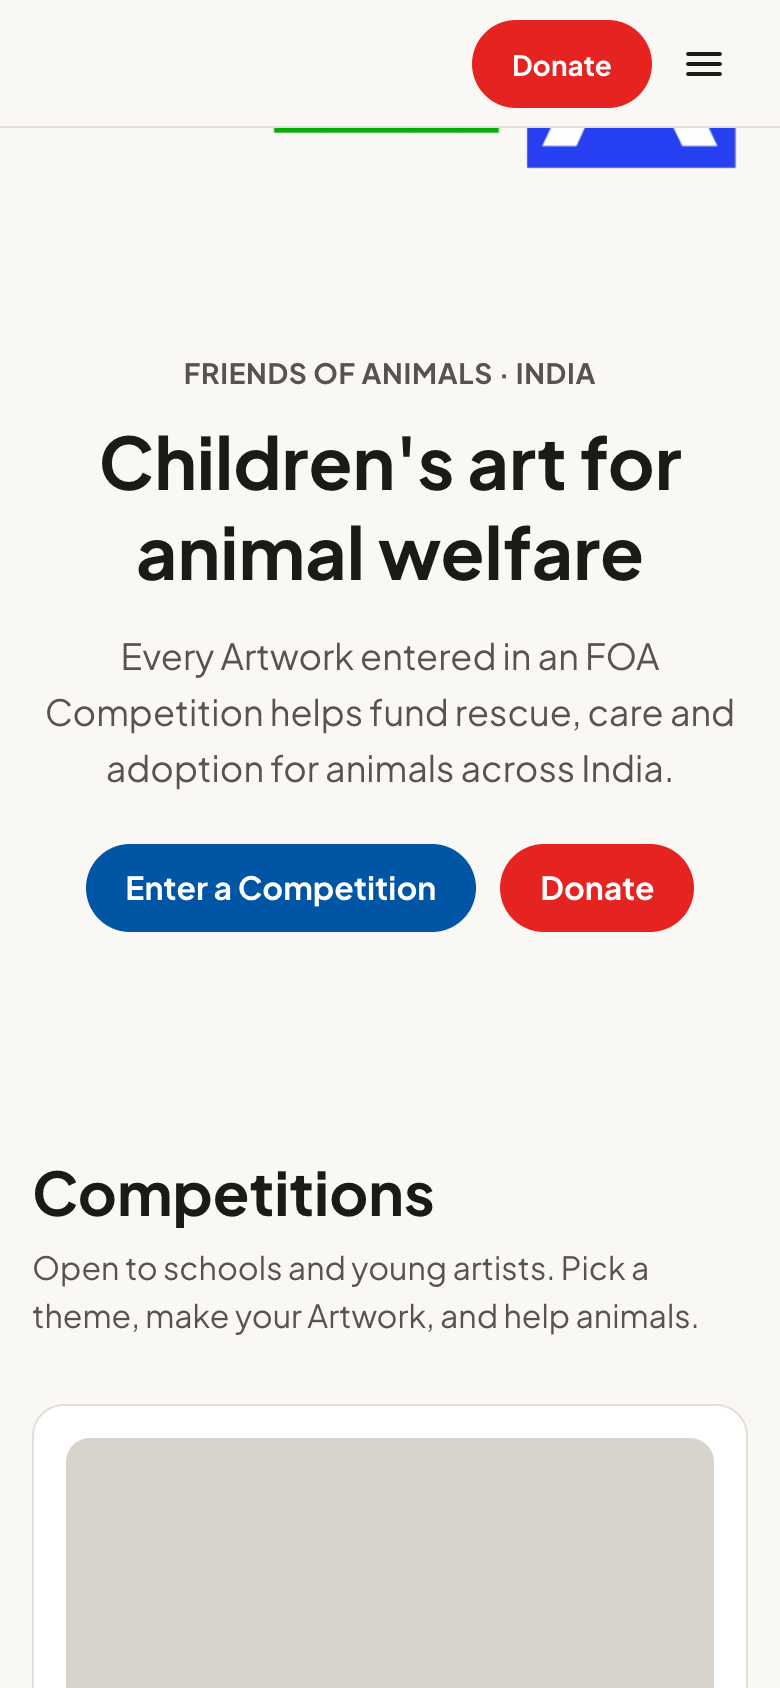 Donate
FRIENDS OF ANIMALS · INDIA
Children's art for
animal welfare
Every Artwork entered in an FOA
Competition helps fund rescue, care and
adoption for animals across India.
Enter a Competition
Donate
Competitions
Open to schools and young artists. Pick a
theme, make your Artwork, and help animals.